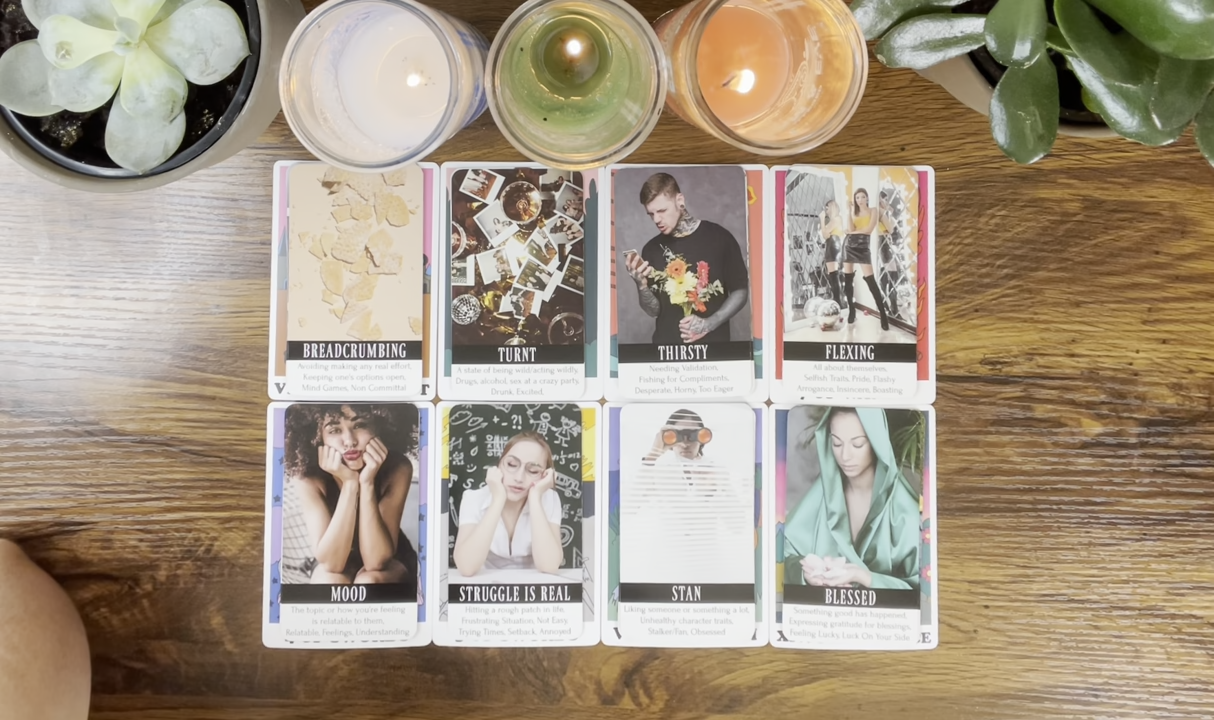 BREADCRUMBING
Avoiding making any real effort,
Keeping one's options open,
Mind Games, Non Committal
TURNT
A state of being wild/acting wildly
Drugs, alcohol, sex at a crazy party,
Drunk, Excited,
THIRSTY
Needing Validation,
Fishing for Compliments,
Desperate, Horny, Too Eager
FLEXING
All about themselves,
Selfish Traits, Pride, Flashy
Arrogance, Insincere, Boasting
MOOD
The topic or how you're feeling
is relatable to them,
Relatable, Feelings, Understanding
STRUGGLE IS REAL
Hitting a rough patch in life,
Frustrating Situation, Not Easy
Trying Times, Setback, Annoyed
STAN
Liking someone or something a lot,
Unhealthy character traits,
Stalker/Fan, Obsessed
BLESSED
Something good has happened,
Expressing gratitude for blessings,
Feeling Lucky, Luck On Your Side